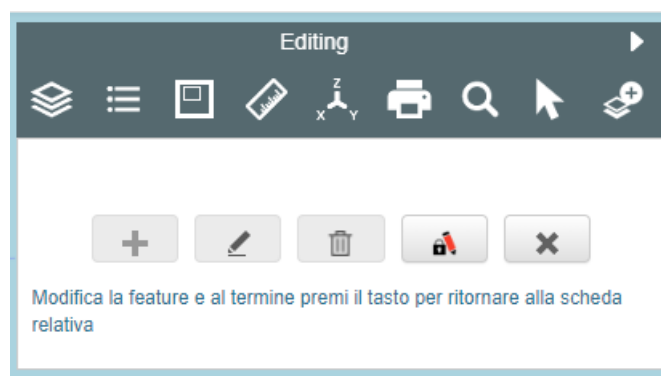 Editing
Z
X Y
Modifica la feature e al termine premi il tasto per ritornare alla scheda
relativa